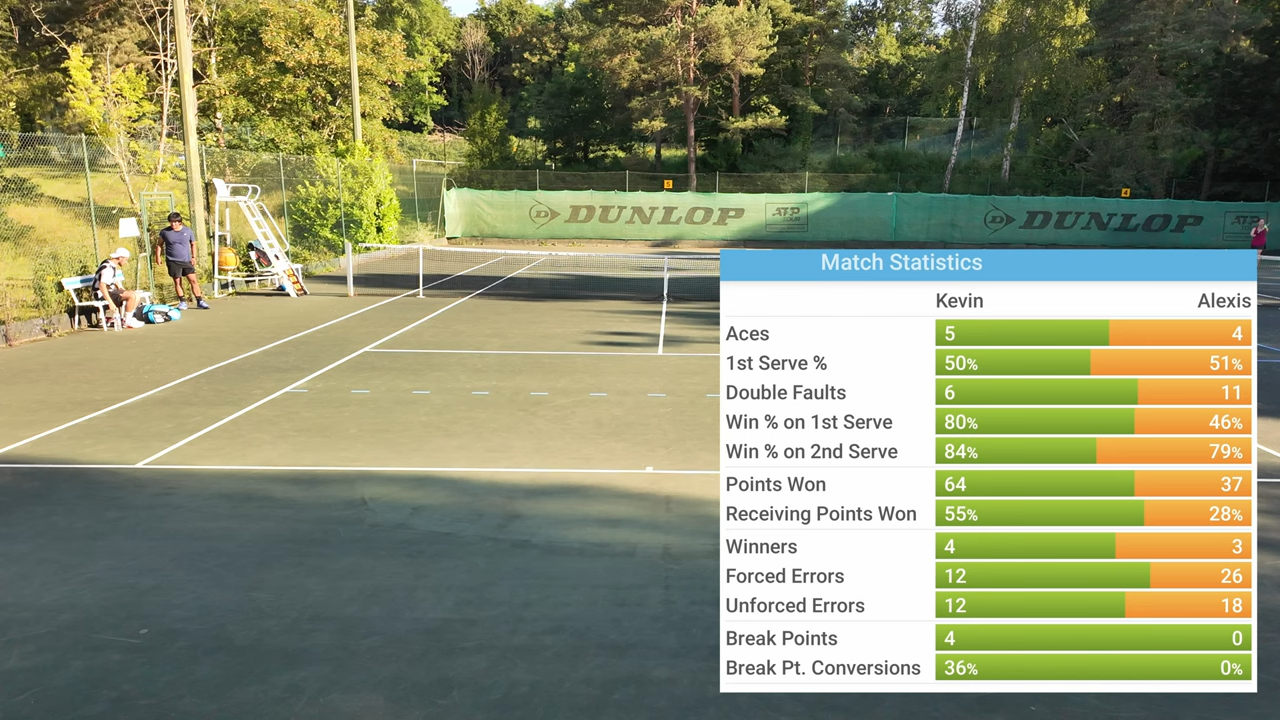 5
4
DUNLOP
ATP
DUNLOP
ATP
Match Statistics
Kevin Alexis
Aces 5 4
1st Serve % 50% 51%
Double Faults 6 11
Win % on 1st Serve 80% 46%
Win % on 2nd Serve 84% 79%
Points Won 64 37
Receiving Points Won 55% 28%
Winners 4 3
Forced Errors 12 26
Unforced Errors 12 18
Break Points 4 0
Break Pt. Conversions 36% 0%